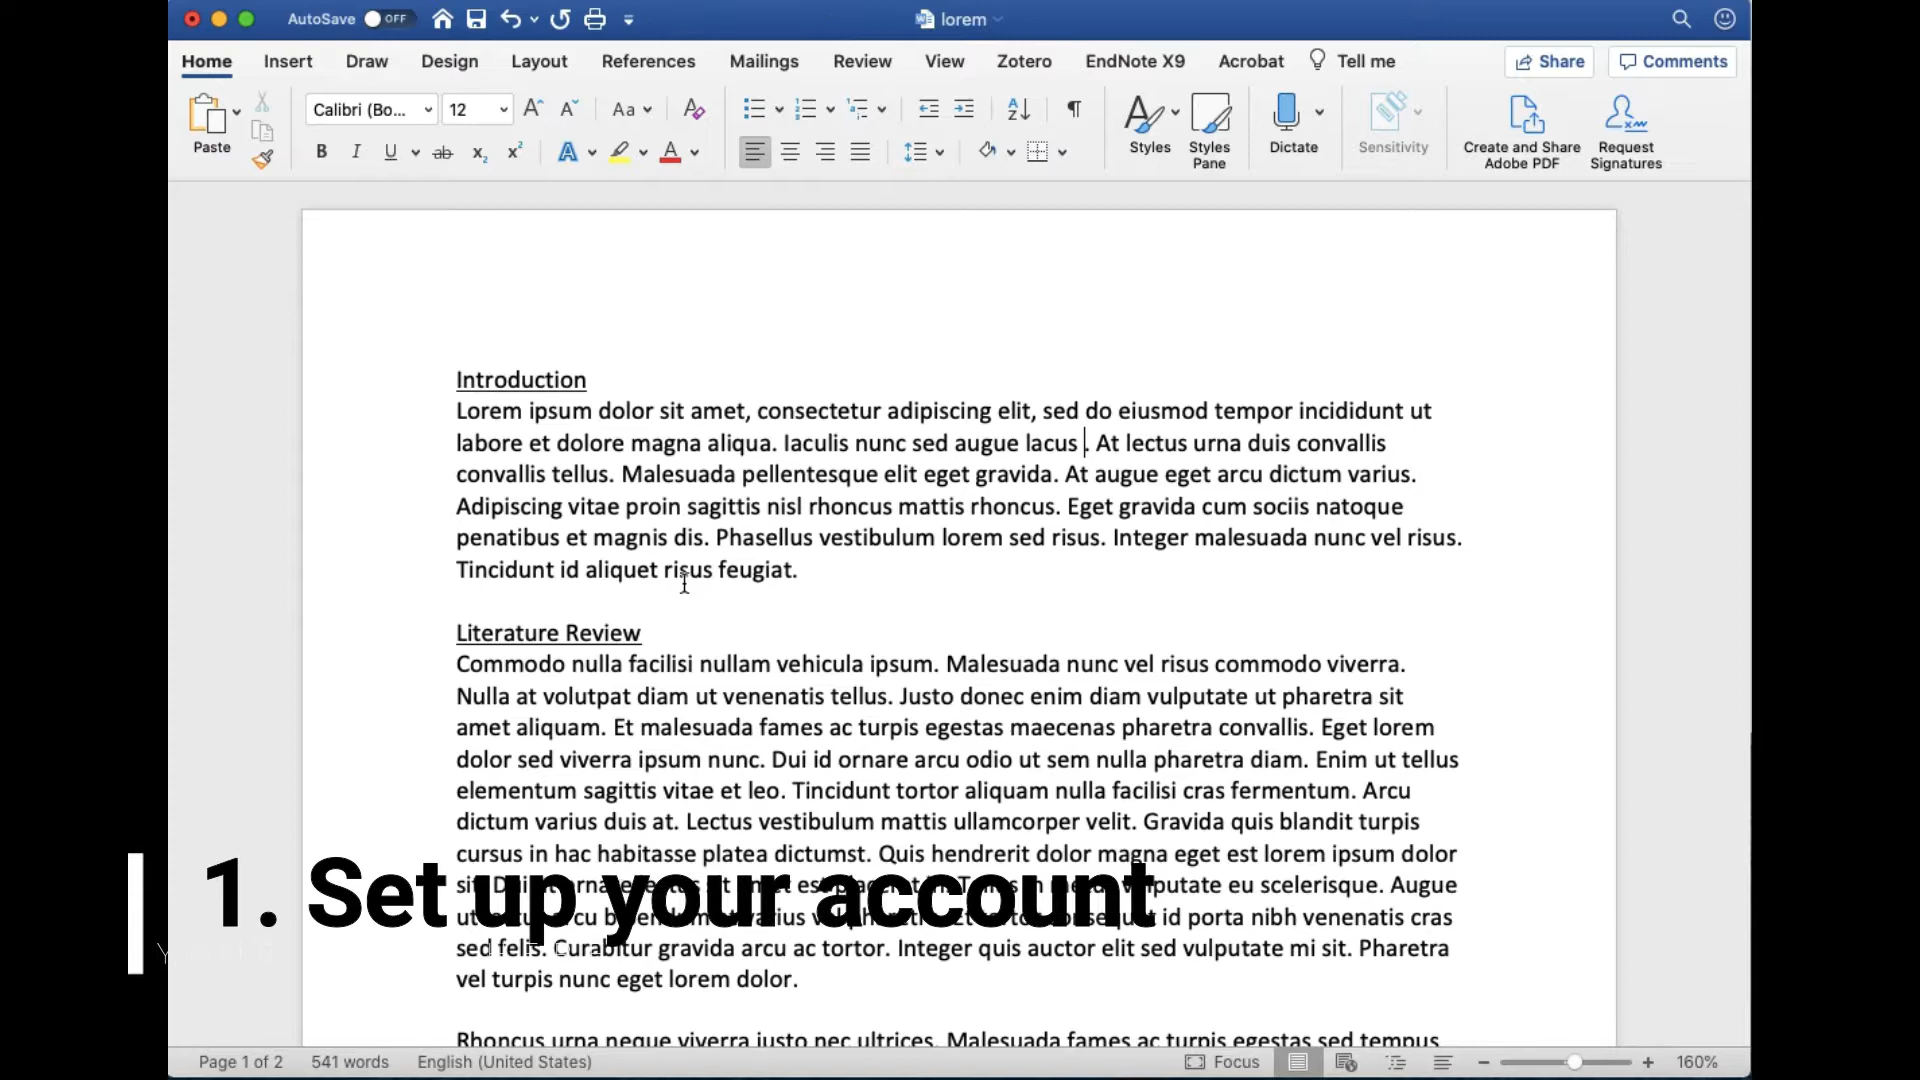 AutoSave OFF lorem
Home Insert Draw Design Layout References Mailings Review View Zotero EndNote X9 Acrobat Tell me Share Comments
Paste Calibri (Bo... 12 Aa Styles Styles Pane Dictate Sensitivity Create and Share Adobe PDF Request Signatures
Introduction
Lorem ipsum dolor sit amet, consectetur adipiscing elit, sed do eiusmod tempor incididunt ut
labore et dolore magna aliqua. Iaculis nunc sed augue lacus . At lectus urna duis convallis
convallis tellus. Malesuada pellentesque elit eget gravida. At augue eget arcu dictum varius.
Adipiscing vitae proin sagittis nisl rhoncus mattis rhoncus. Eget gravida cum sociis natoque
penatibus et magnis dis. Phasellus vestibulum lorem sed risus. Integer malesuada nunc vel risus.
Tincidunt id aliquet risus feugiat.
Literature Review
Commodo nulla facilisi nullam vehicula ipsum. Malesuada nunc vel risus commodo viverra.
Nulla at volutpat diam ut venenatis tellus. Justo donec enim diam vulputate ut pharetra sit
amet aliquam. Et malesuada fames ac turpis egestas maecenas pharetra convallis. Eget lorem
dolor sed viverra ipsum nunc. Dui id ornare arcu odio ut sem nulla pharetra diam. Enim ut tellus
elementum sagittis vitae et leo. Tincidunt tortor aliquam nulla facilisi cras fermentum. Arcu
dictum varius duis at. Lectus vestibulum mattis ullamcorper velit. Gravida quis blandit turpis
cursus in hac habitasse platea dictumst. Quis hendrerit dolor magna eget est lorem ipsum dolor
eu scelerisque. Augue
1. Set up your account
id porta nibh venenatis cras
sed felis. Curabitur gravida arcu ac tortor. Integer quis auctor elit sed vulputate mi sit. Pharetra
vel turpis nunc eget lorem dolor.
Rhoncus urna neque viverra justo nec ultrices. Malesuada fames ac turpis egestas sed tempus
Page 1 of 2 541 words English (United States) Focus 160%